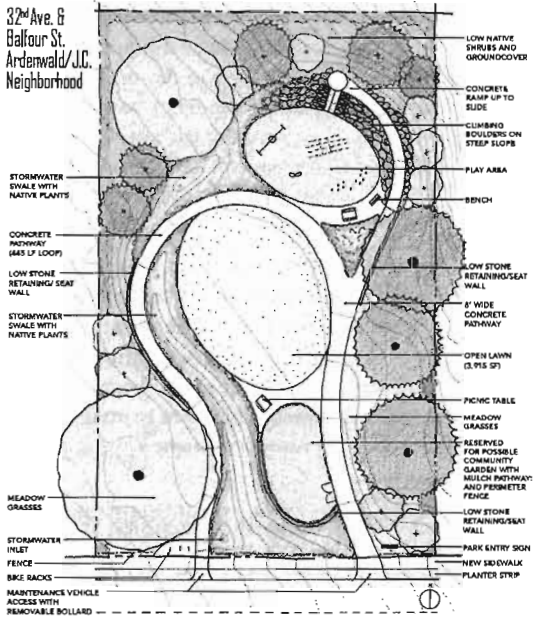 32nd Ave. &
Balfour St.
Ardenwald/J.C.
Neighborhood
LOW NATIVE
SHRUBS AND
GROUNDCOVER
CONCRETE
RAMP UP TO
SLIDE
CLIMBING
BOULDERS ON
STEEP SLOPE
PLAY AREA
BENCH
LOW STONE
RETAINING/SEAT
WALL
8' WIDE
CONCRETE
PATHWAY
OPEN LAWN
(3,915 SF)
PICNIC TABLE
MEADOW
GRASSES
RESERVED
FOR POSSIBLE
COMMUNITY
GARDEN WITH
MULCH PATHWAY
AND PERIMETER
FENCE
LOW STONE
RETAINING/SEAT
WALL
PARK ENTRY SIGN
NEW SIDEWALK
PLANTER STRIP
STORMWATER
SWALE WITH
NATIVE PLANTS
CONCRETE
PATHWAY
(445 LF LOOP)
LOW STONE
RETAINING/ SEAT
WALL
STORMWATER
SWALE WITH
NATIVE PLANTS
MEADOW
GRASSES
STORMWATER
INLET
FENCE
BIKE RACKS
MAINTENANCE VEHICLE
ACCESS WITH
REMOVABLE BOLLARD